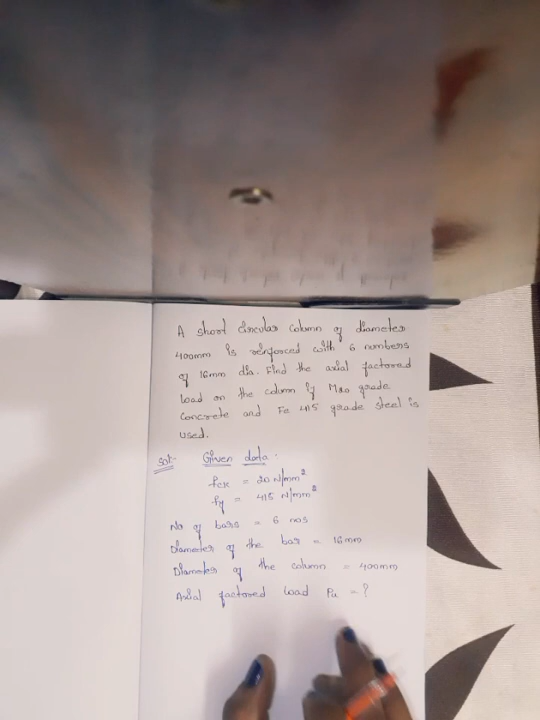 A short circular column of diameter
400mm is reinforced with 6 numbers
of 16mm dia. Find the axial factored
load on the column if M20 grade
concrete and Fe 415 grade steel is
used.
Sol: Given data:
fck = 20 N/mm²
fy = 415 N/mm²
No of bars = 6 nos
Diameter of the bar = 16mm
Diameter of the column = 400mm
Axial factored load Pu = ?